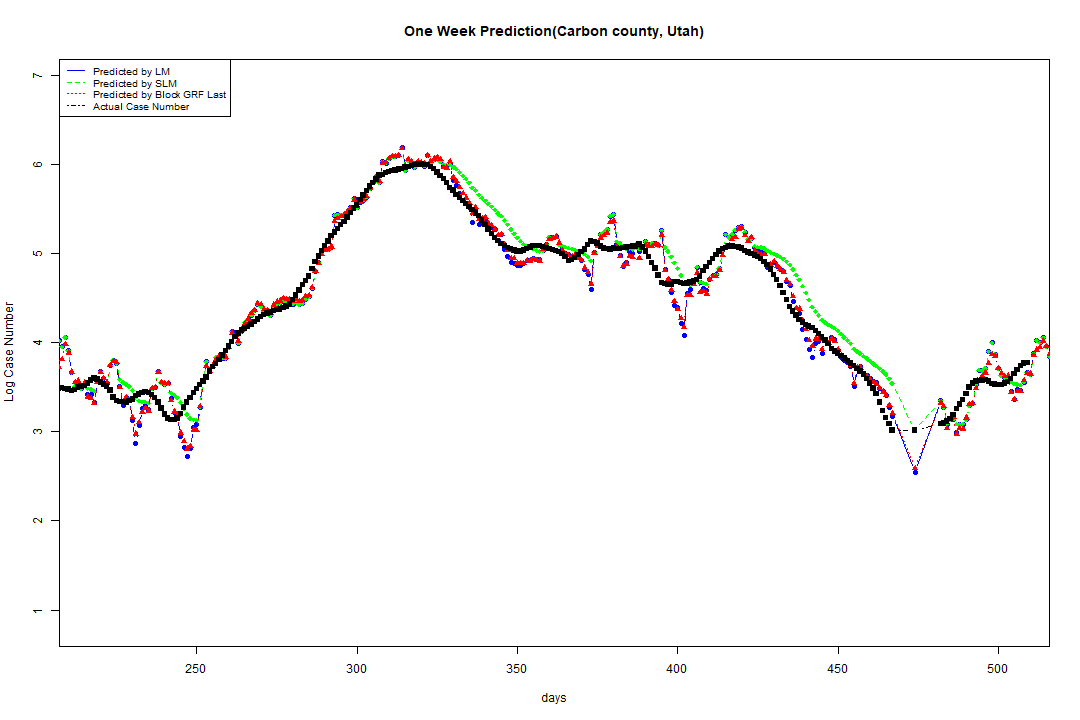 One Week Prediction(Carbon county, Utah)
Predicted by LM
Predicted by SLM
Predicted by Block GRF Last
Actual Case Number
7
6
5
4
3
2
1
Log Case Number
250
300
350
400
450
500
days